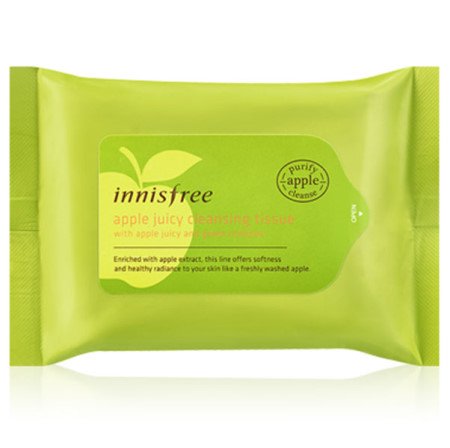 innisfree
apple juicy cleansing tissue
with apple juicy and
Enriched with apple extract, this line offers softness
and healthy radiance to your skin like a freshly washed apple.
purify
apple
cleanse
OPEN